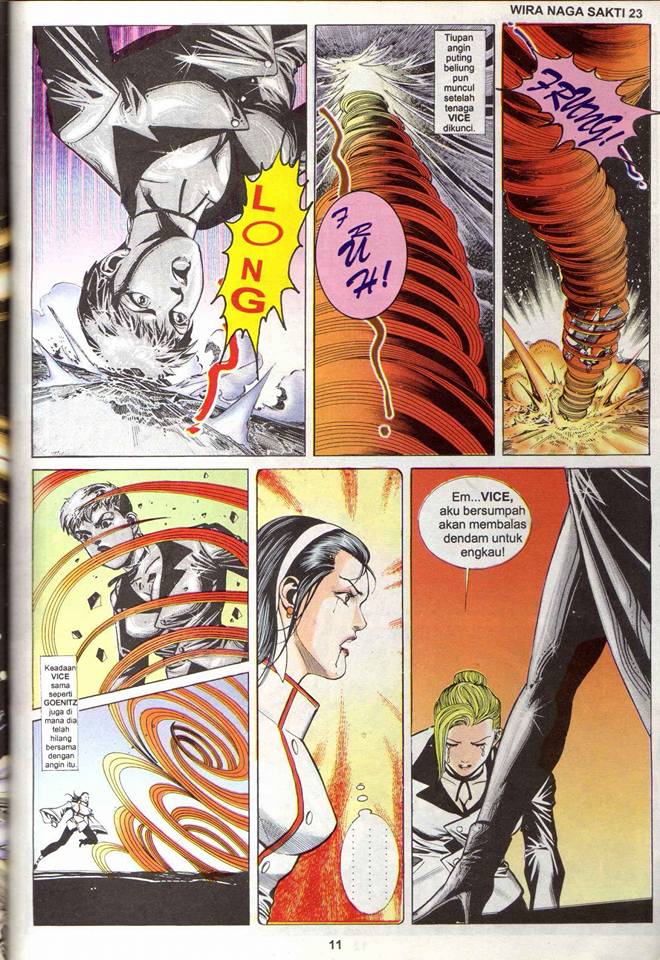 WIRA NAGA SAKTI 23
LONG
Tiupan
angin
puting
beliung
pun
muncul
setelah
tenaga
VICE
dikunci.
FRUH!
FRUNG!
Keadaan
VICE
sama
seperti
GOENITZ
juga di
mana dia
telah
hilang
bersama
dengan
angin itu.
Em...VICE,
aku bersumpah
akan membalas
dendam untuk
engkau!
11